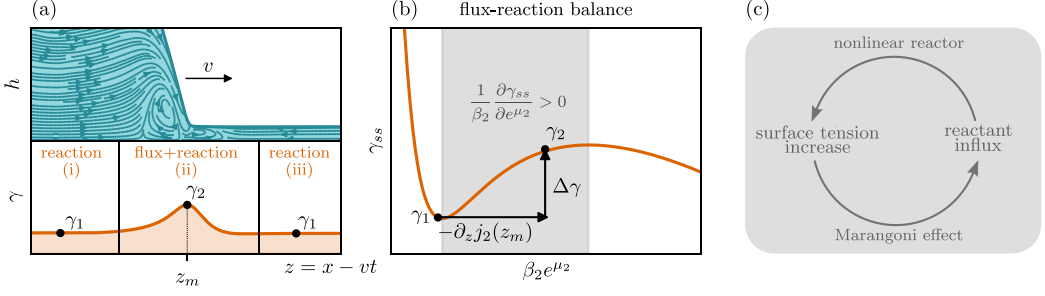 (a)
h
v
reaction
(i)
flux+reaction
(ii)
reaction
(iii)
γ
γ₁
γ₂
γ₁
z_m
z = x − vt
(b)
flux-reaction balance
γ_ss
1/β₂ ∂γ_ss/∂e^{μ₂} > 0
γ₂
γ₁
Δγ
−∂_z j₂(z_m)
β₂e^{μ₂}
(c)
nonlinear reactor
surface tension
increase
reactant
influx
Marangoni effect